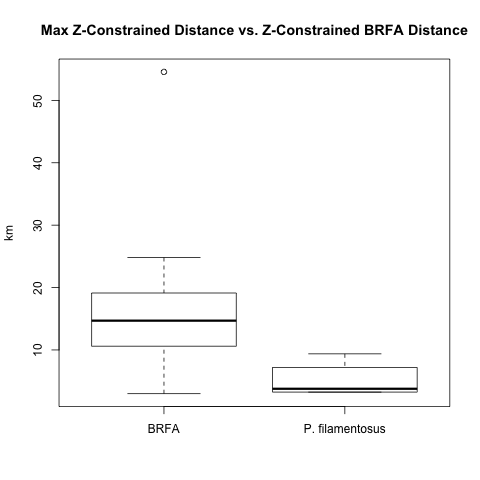 Max Z-Constrained Distance vs. Z-Constrained BRFA Distance
km
50
40
30
20
10
BRFA
P. filamentosus